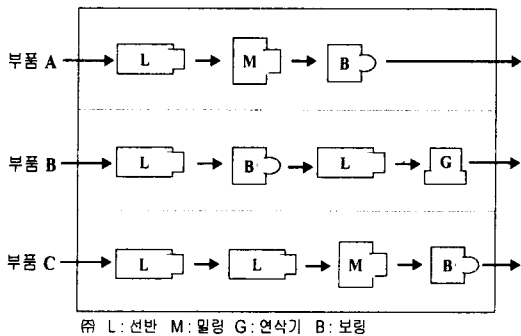 부품 A L M B
부품 B L B L G
부품 C L L M B
㈜ L : 선반 M : 밀링 G : 연삭기 B : 보링